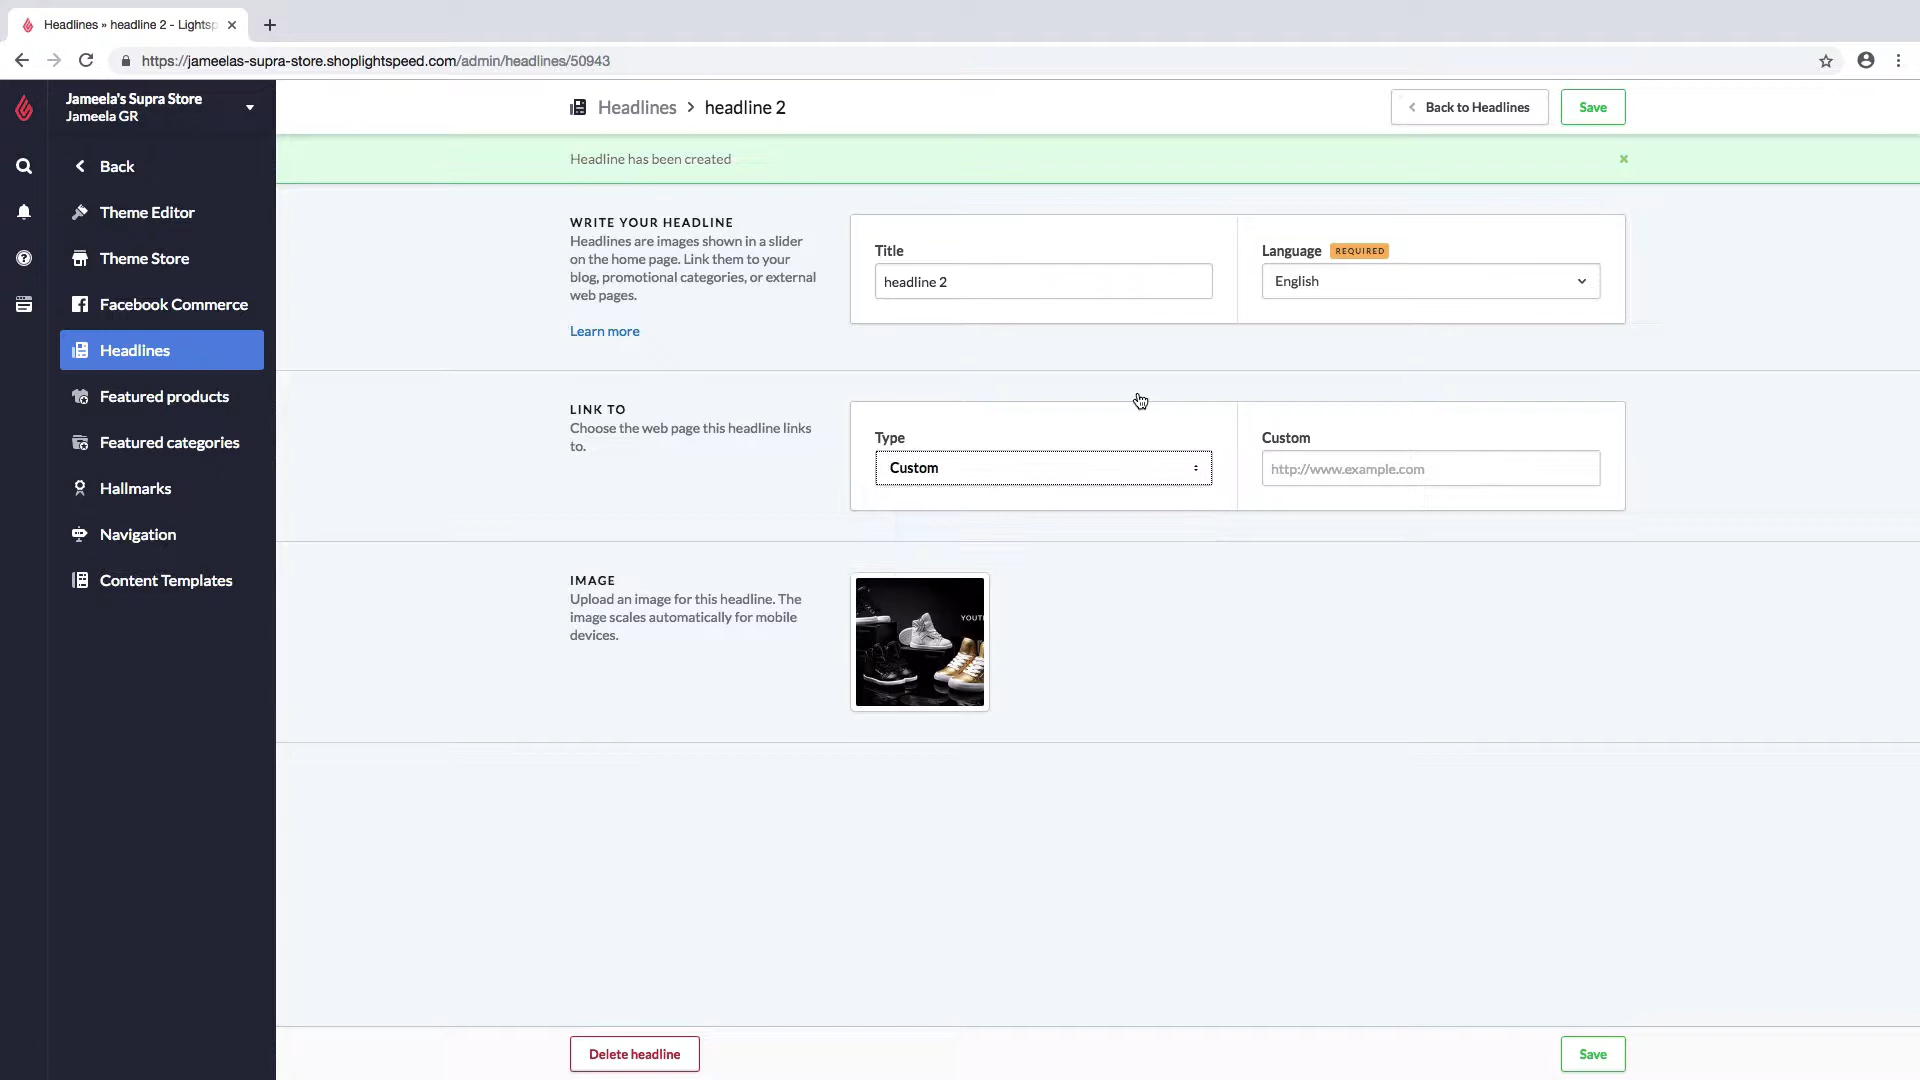 Headlines » headline 2 - Lights
https://jameelas-supra-store.shoplightspeed.com/admin/headlines/50943
Jameela's Supra Store
Jameela GR
Back
Theme Editor
Theme Store
Facebook Commerce
Headlines
Featured products
Featured categories
Hallmarks
Navigation
Content Templates
Headlines > headline 2
Back to Headlines
Save
Headline has been created
WRITE YOUR HEADLINE
Headlines are images shown in a slider
on the home page. Link them to your
blog, promotional categories, or external
web pages.
Learn more
Title
headline 2
Language REQUIRED
English
LINK TO
Choose the web page this headline links
to.
Type
Custom
Custom
http://www.example.com
IMAGE
Upload an image for this headline. The
image scales automatically for mobile
devices.
YOUT
Delete headline
Save